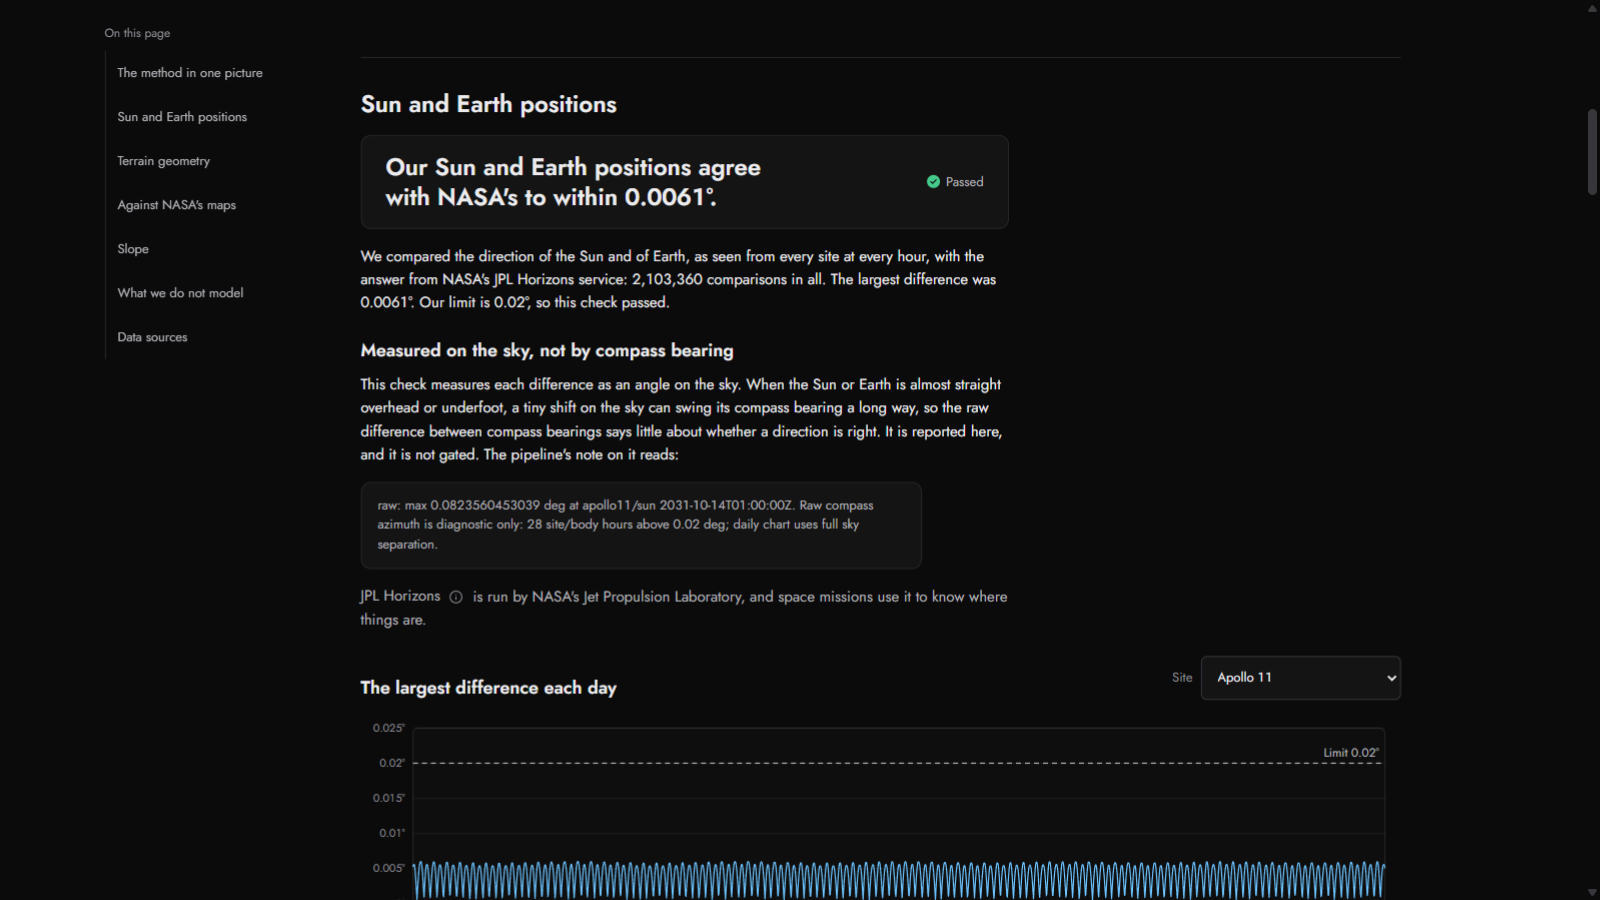 On this page
The method in one picture
Sun and Earth positions
Terrain geometry
Against NASA's maps
Slope
What we do not model
Data sources
Sun and Earth positions
Our Sun and Earth positions agree
with NASA's to within 0.0061°.
Passed
We compared the direction of the Sun and of Earth, as seen from every site at every hour, with the
answer from NASA's JPL Horizons service: 2,103,360 comparisons in all. The largest difference was
0.0061°. Our limit is 0.02°, so this check passed.
Measured on the sky, not by compass bearing
This check measures each difference as an angle on the sky. When the Sun or Earth is almost straight
overhead or underfoot, a tiny shift on the sky can swing its compass bearing a long way, so the raw
difference between compass bearings says little about whether a direction is right. It is reported here,
and it is not gated. The pipeline's note on it reads:
raw: max 0.0823560453039 deg at apollo11/sun 2031-10-14T01:00:00Z. Raw compass
azimuth is diagnostic only: 28 site/body hours above 0.02 deg; daily chart uses full sky
separation.
JPL Horizons is run by NASA's Jet Propulsion Laboratory, and space missions use it to know where
things are.
The largest difference each day
Site
Apollo 11
0.025°
Limit 0.02°
0.02°
0.015°
0.01°
0.005°